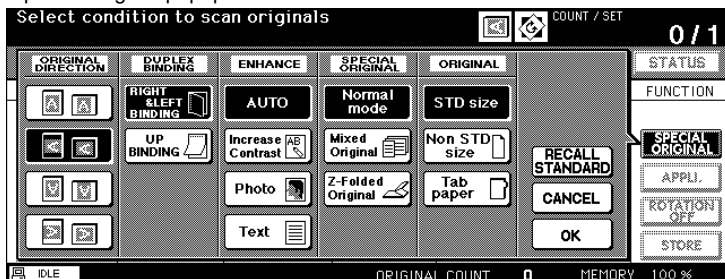 Select condition to scan originals
COUNT / SET
0 / 1
ORIGINAL DIRECTION
DUPLEX BINDING
ENHANCE
SPECIAL ORIGINAL
ORIGINAL
STATUS
FUNCTION
RIGHT &LEFT BINDING
UP BINDING
AUTO
Increase Contrast
AB
Photo
Text
Normal mode
Mixed Original
Z-Folded Original
STD size
Non STD size
Tab paper
RECALL STANDARD
CANCEL
OK
SPECIAL ORIGINAL
APPLI.
ROTATION OFF
STORE
IDLE
ORIGINAL COUNT 0 MEMORY 100 %